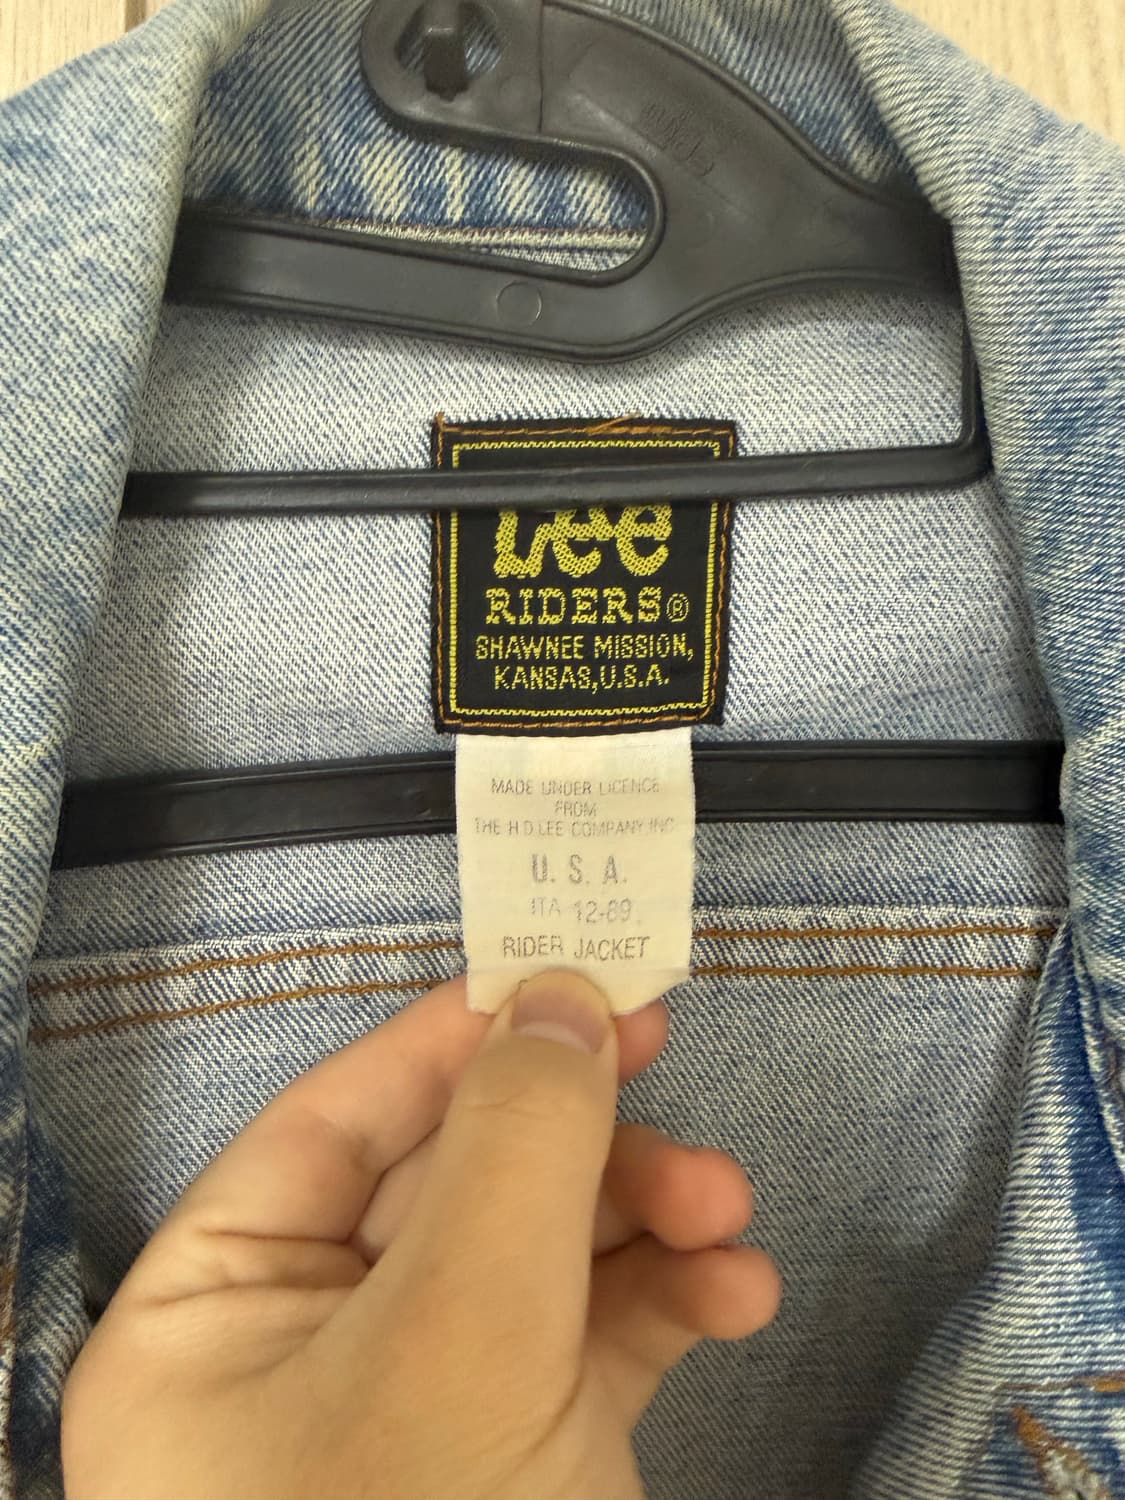 Lee
RIDERS®
SHAWNEE MISSION,
KANSAS, U.S.A.
MADE UNDER LICENCE
FROM
THE H.D. LEE COMPANY INC
U. S. A.
ITA 12-89
RIDER JACKET